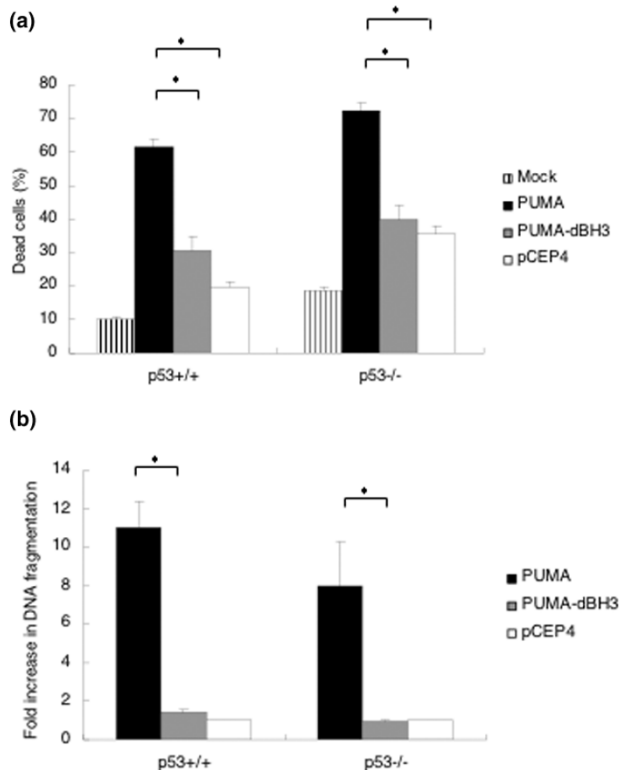 (a)
*
*
*
*
80
70
60
50
40
30
20
10
0
Dead cells (%)
Mock
PUMA
PUMA-dBH3
pCEP4
p53+/+
p53-/-
(b)
*
*
14
12
10
8
6
4
2
0
Fold increase in DNA fragmentation
PUMA
PUMA-dBH3
pCEP4
p53+/+
p53-/-